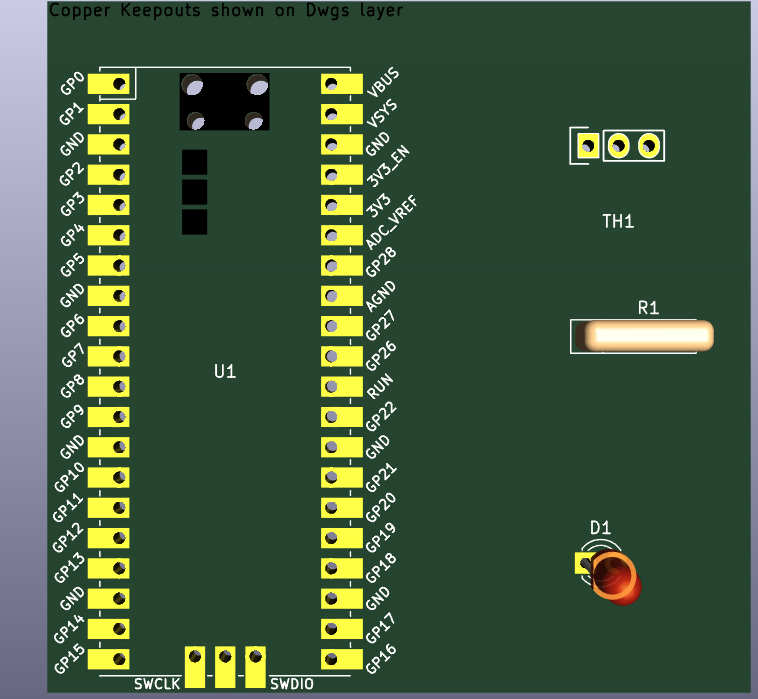 Copper Keepouts shown on Dwgs layer
GP0
GP1
GND
GP2
GP3
GP4
GP5
GND
GP6
GP7
GP8
GP9
GND
GP10
GP11
GP12
GP13
GND
GP14
GP15
U1
SWCLK
SWDIO
VBUS
VSYS
GND
3V3_EN
3V3
ADC_VREF
GP28
AGND
GP27
GP26
RUN
GP22
GND
GP21
GP20
GP19
GP18
GND
GP17
GP16
TH1
R1
D1